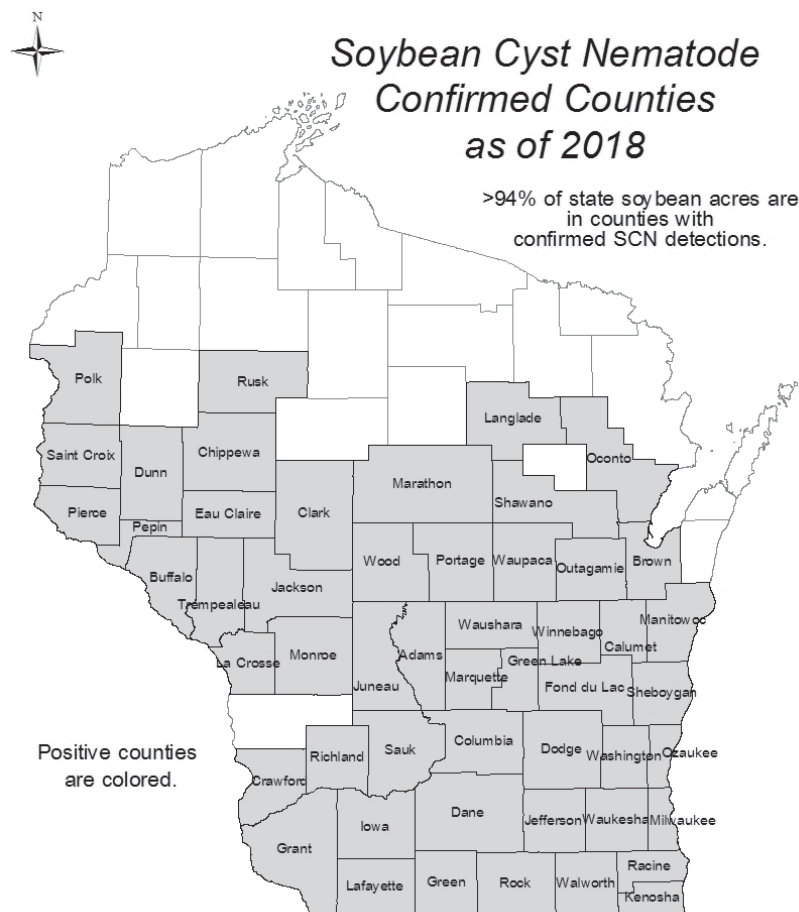 N
Soybean Cyst Nematode
Confirmed Counties
as of 2018
>94% of state soybean acres are
in counties with
confirmed SCN detections.
Polk
Rusk
Langlade
Saint Croix
Dunn
Chippewa
Oconto
Marathon
Shawano
Pierce
Pepin
Eau Claire
Clark
Wood
Portage
Waupaca
Outagamie
Brown
Buffalo
Trempealeau
Jackson
Waushara
Winnebago
Manitowoc
Calumet
La Crosse
Monroe
Adams
Juneau
Marquette
Green Lake
Fond du Lac
Sheboygan
Positive counties
are colored.
Richland
Sauk
Columbia
Dodge
Washington
Ozaukee
Crawford
Iowa
Dane
Jefferson
Waukesha
Milwaukee
Grant
Lafayette
Green
Rock
Walworth
Racine
Kenosha